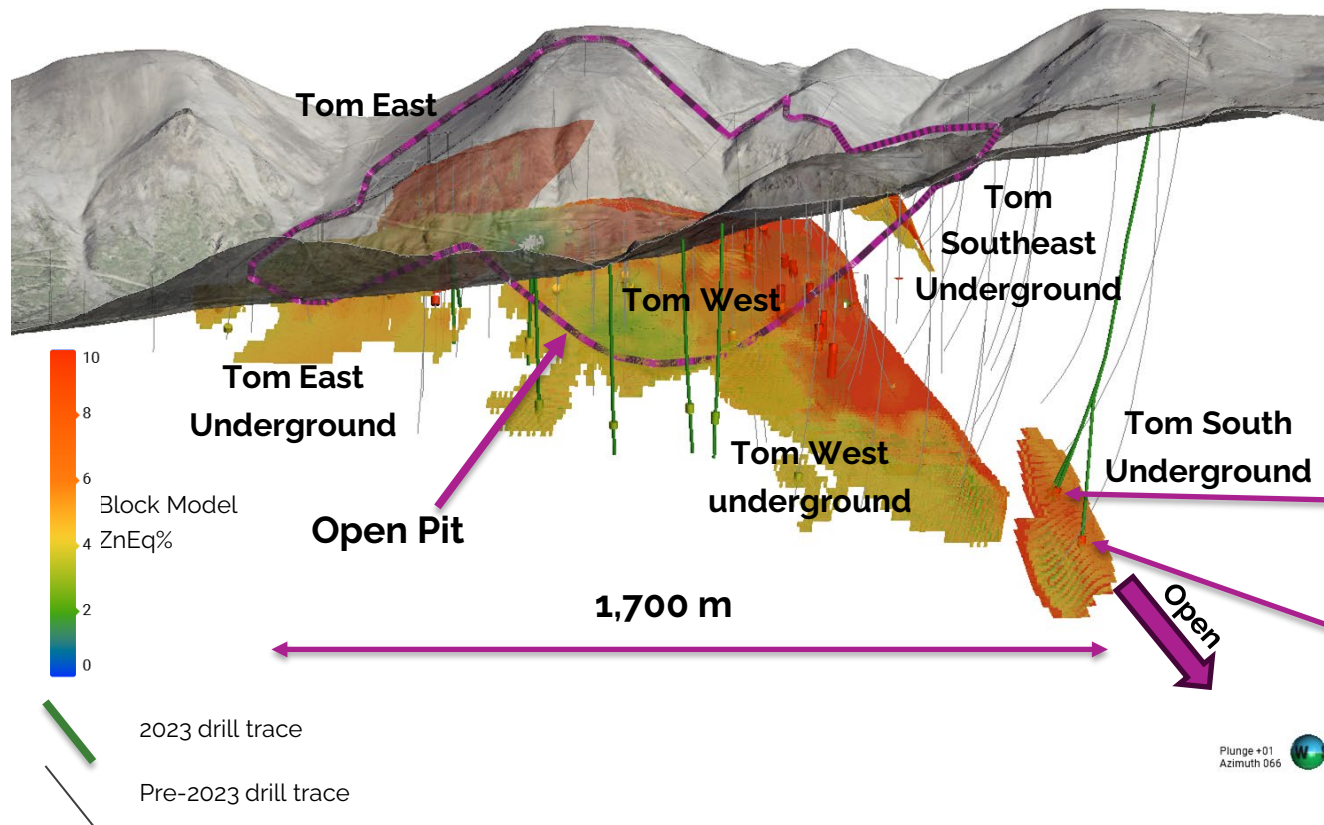 Tom East
Tom
Southeast
Underground
Tom West
Tom East
Underground
Tom West
underground
Tom South
Underground
Open Pit
1,700 m
Open
10
8
6
4
2
0
Block Model
ZnEq%
2023 drill trace
Pre-2023 drill trace
Plunge +01
Azimuth 066
W